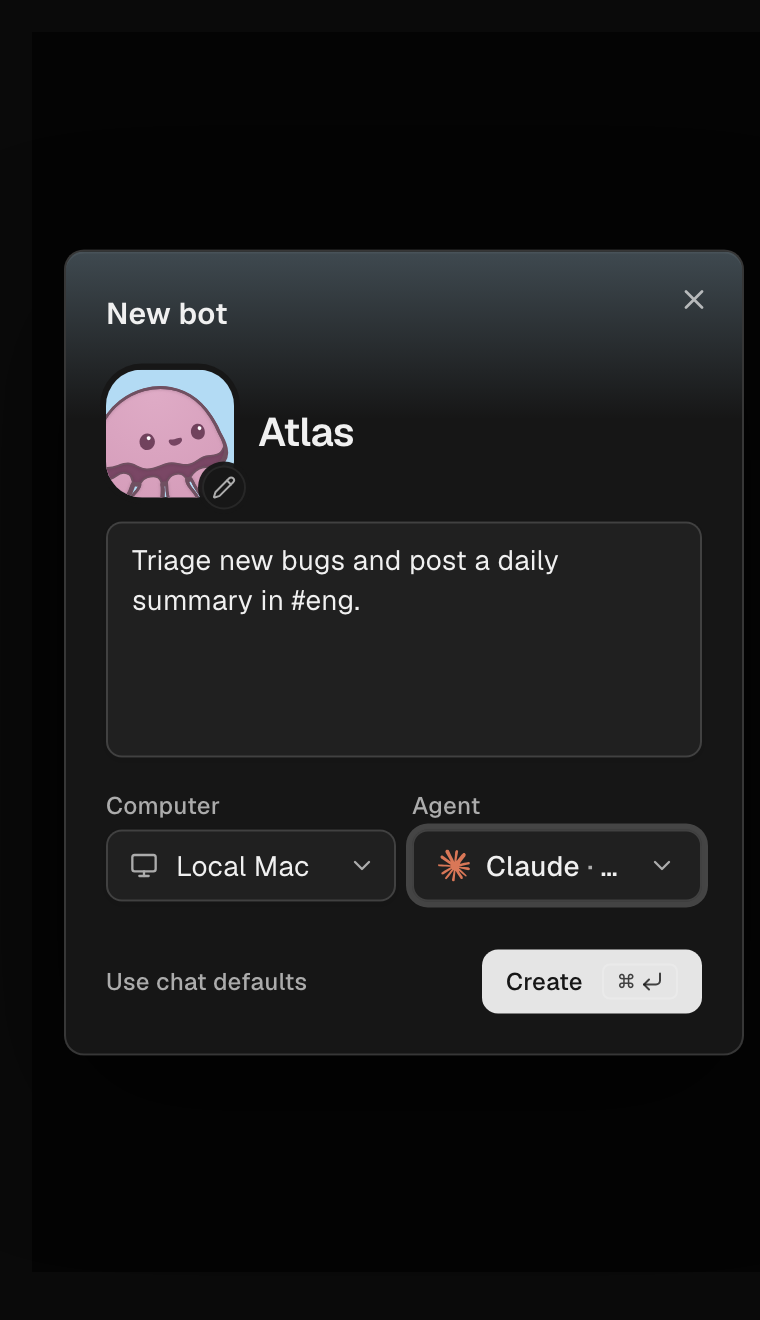 New bot
Atlas
Triage new bugs and post a daily
summary in #eng.
Computer
Agent
Local Mac
Claude · …
Use chat defaults
Create ⌘ ↵